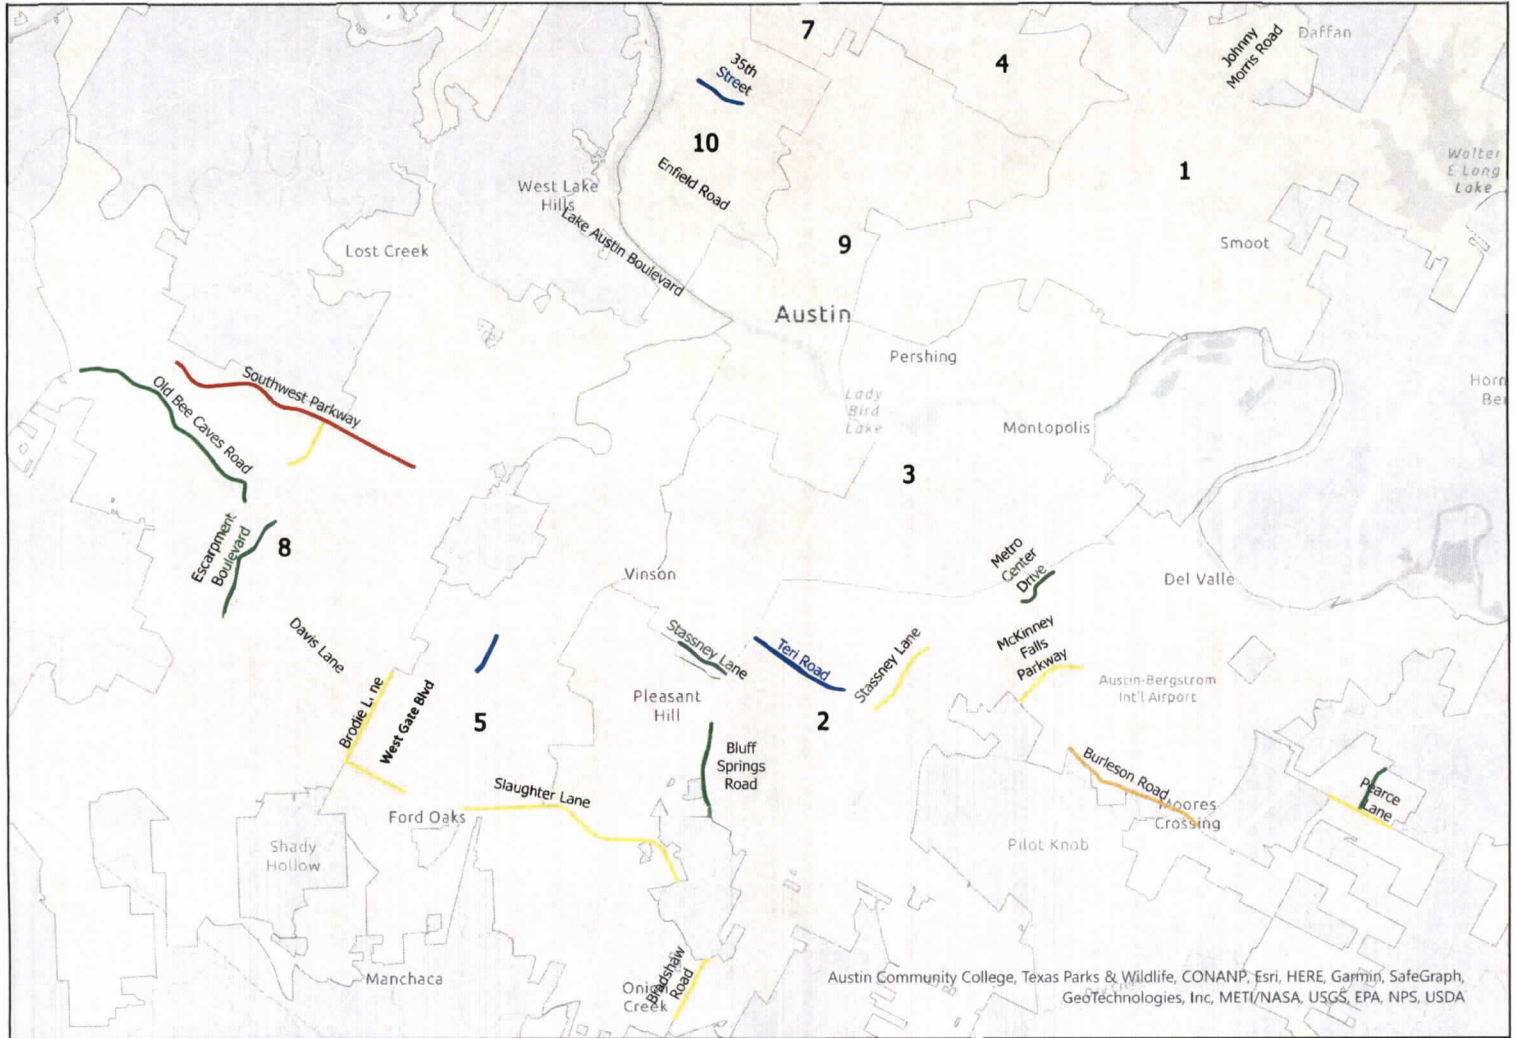 7
35th
Street
4
Johnny
Morris Road
Daffan
10
Enfield Road
1
Walter
E Long
Lake
West Lake
Hills
Lake Austin Boulevard
Lost Creek
9
Smoot
Austin
Pershing
Southwest Parkway
Old Bee Caves Road
Lady
Bird
Lake
Horn
Be
Montopolis
3
Escarpment
Boulevard
8
Metro
Center
Drive
Vinson
Del Valle
Davis Lane
Stassney Lane
Teri Road
Stassney Lane
McKinney
Falls
Parkway
Austin-Bergstrom
Int'l Airport
Brodie L ne
West Gate Blvd
5
Pleasant
Hill
2
Bluff
Springs
Road
Burleson Road
Moores
Crossing
Pearce
Lane
Slaughter Lane
Ford Oaks
Pilot Knob
Shady
Hollow
Manchaca
Bradshaw
Road
Onion
Creek
Austin Community College, Texas Parks & Wildlife, CONANP, Esri, HERE, Garmin, SafeGraph,
GeoTechnologies, Inc, METI/NASA, USGS, EPA, NPS, USDA